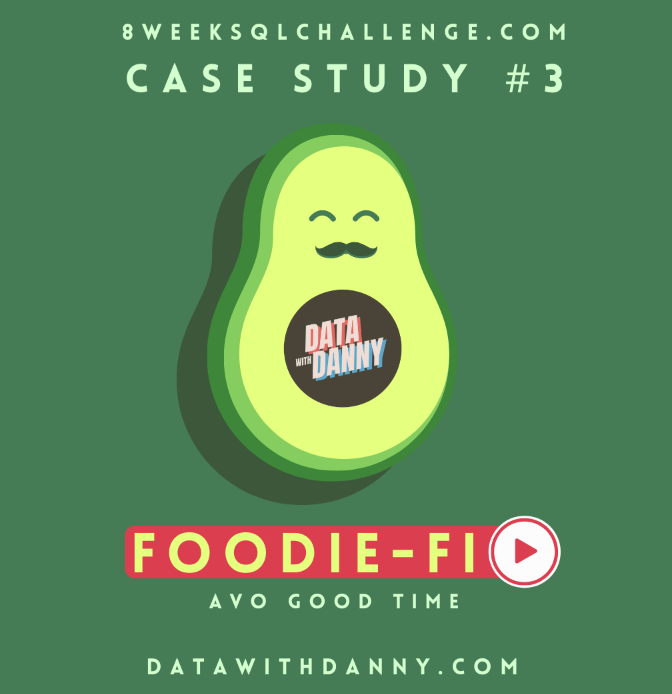 8WEEKSQLCHALLENGE.COM
CASE STUDY #3
DATA
WITH DANNY
FOODIE-FI
AVO GOOD TIME
DATAWITHDANNY.COM